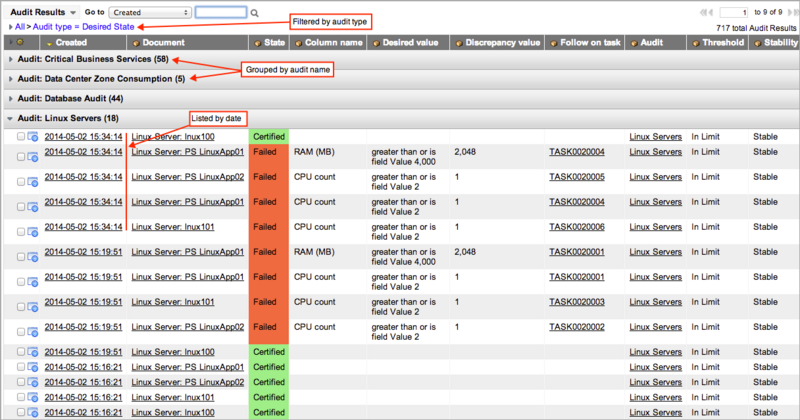 Audit Results Go to Created 1 to 9 of 9
All > Audit type = Desired State Filtered by audit type 717 total Audit Results
Created Document State Column name Desired value Discrepancy value Follow on task Audit Threshold Stability
Audit: Critical Business Services (58)
Grouped by audit name
Audit: Data Center Zone Consumption (5)
Audit: Database Audit (44)
Audit: Linux Servers (18) Listed by date
2014-05-02 15:34:14 Linux Server: lnux100 Certified Linux Servers In Limit Stable
2014-05-02 15:34:14 Linux Server: PS LinuxApp01 Failed RAM (MB) greater than or is 2,048 TASK0020004 Linux Servers In Limit Stable
field Value 4,000
2014-05-02 15:34:14 Linux Server: PS LinuxApp02 Failed CPU count greater than or is 1 TASK0020005 Linux Servers In Limit Stable
field Value 2
2014-05-02 15:34:14 Linux Server: PS LinuxApp01 Failed CPU count greater than or is 1 TASK0020004 Linux Servers In Limit Stable
field Value 2
2014-05-02 15:34:14 Linux Server: lnux101 Failed CPU count greater than or is 1 TASK0020006 Linux Servers In Limit Stable
field Value 2
2014-05-02 15:19:51 Linux Server: PS LinuxApp01 Failed RAM (MB) greater than or is 2,048 TASK0020001 Linux Servers In Limit Stable
field Value 4,000
2014-05-02 15:19:51 Linux Server: PS LinuxApp01 Failed CPU count greater than or is 1 TASK0020001 Linux Servers In Limit Stable
field Value 2
2014-05-02 15:19:51 Linux Server: lnux101 Failed CPU count greater than or is 1 TASK0020003 Linux Servers In Limit Stable
field Value 2
2014-05-02 15:19:51 Linux Server: PS LinuxApp02 Failed CPU count greater than or is 1 TASK0020002 Linux Servers In Limit Stable
field Value 2
2014-05-02 15:19:51 Linux Server: lnux100 Certified Linux Servers In Limit Stable
2014-05-02 15:16:21 Linux Server: PS LinuxApp01 Certified Linux Servers In Limit Stable
2014-05-02 15:16:21 Linux Server: PS LinuxApp02 Certified Linux Servers In Limit Stable
2014-05-02 15:16:21 Linux Server: lnux101 Certified Linux Servers In Limit Stable
2014-05-02 15:16:21 Linux Server: lnux100 Certified Linux Servers In Limit Stable